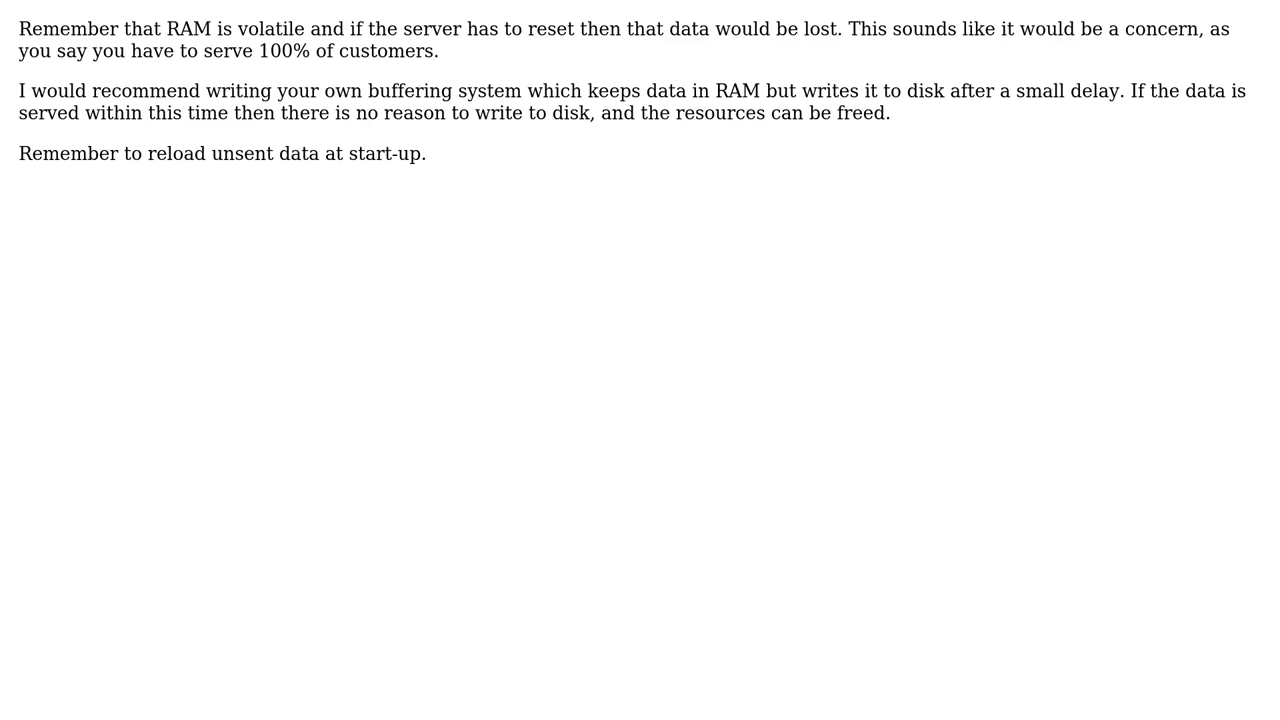 Remember that RAM is volatile and if the server has to reset then that data would be lost. This sounds like it would be a concern, as
you say you have to serve 100% of customers.
I would recommend writing your own buffering system which keeps data in RAM but writes it to disk after a small delay. If the data is
served within this time then there is no reason to write to disk, and the resources can be freed.
Remember to reload unsent data at start-up.